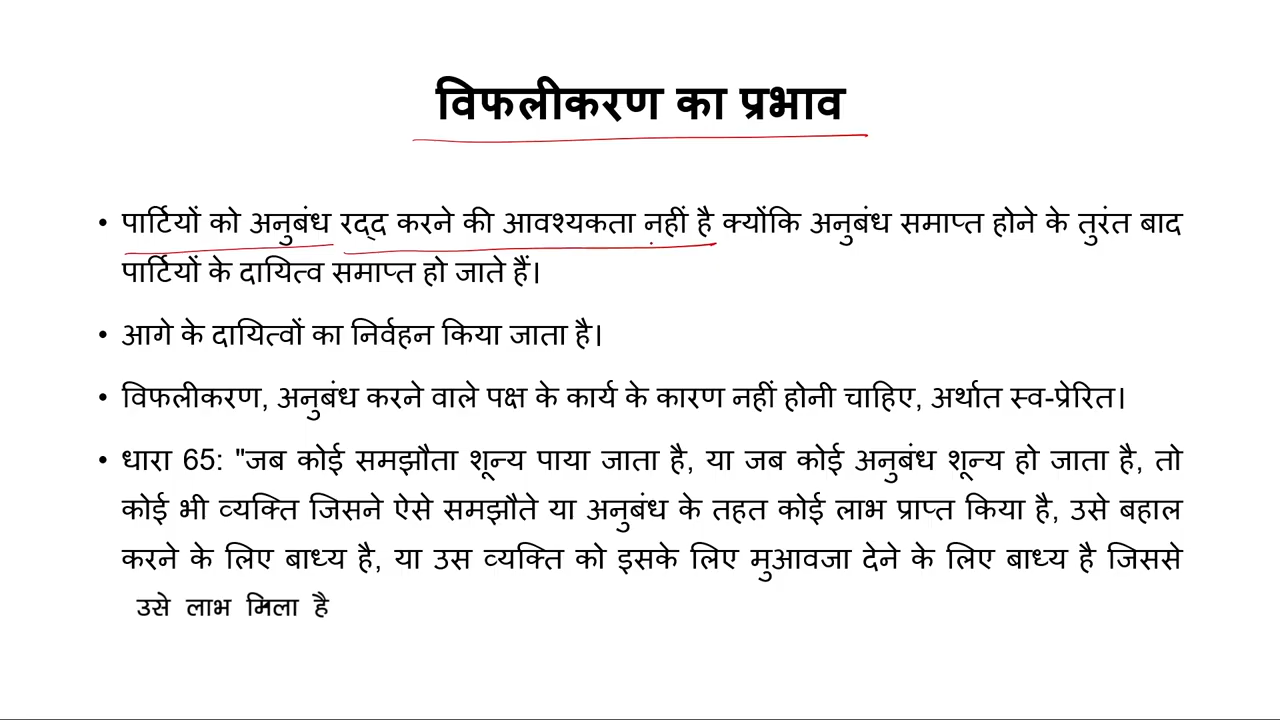 विफलीकरण का प्रभाव
• पार्टियों को अनुबंध रद्द करने की आवश्यकता नहीं है क्योंकि अनुबंध समाप्त होने के तुरंत बाद
पार्टियों के दायित्व समाप्त हो जाते हैं।
• आगे के दायित्वों का निर्वहन किया जाता है।
• विफलीकरण, अनुबंध करने वाले पक्ष के कार्य के कारण नहीं होनी चाहिए, अर्थात स्व-प्रेरित।
• धारा 65: "जब कोई समझौता शून्य पाया जाता है, या जब कोई अनुबंध शून्य हो जाता है, तो
कोई भी व्यक्ति जिसने ऐसे समझौते या अनुबंध के तहत कोई लाभ प्राप्त किया है, उसे बहाल
करने के लिए बाध्य है, या उस व्यक्ति को इसके लिए मुआवजा देने के लिए बाध्य है जिससे
उसे लाभ मिला है